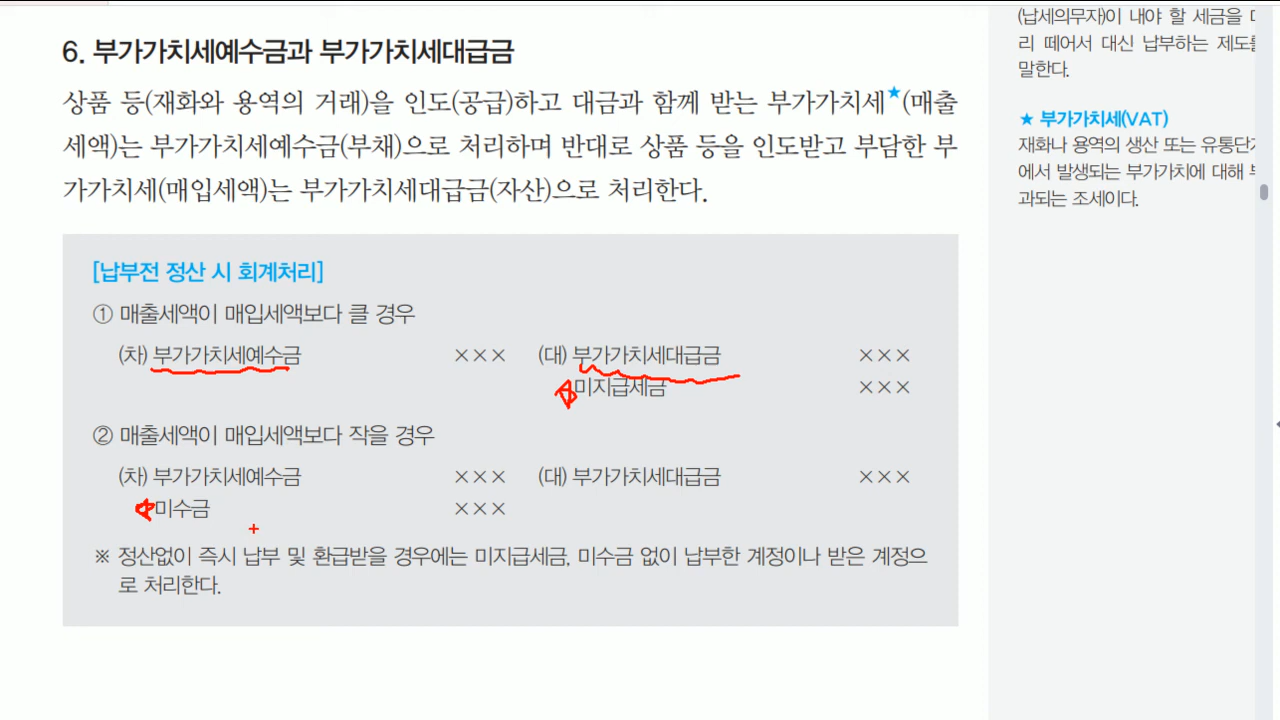 6. 부가가치세예수금과 부가가치세대급금
상품 등(재화와 용역의 거래)을 인도(공급)하고 대금과 함께 받는 부가가치세★(매출
세액)는 부가가치세예수금(부채)으로 처리하며 반대로 상품 등을 인도받고 부담한 부
가가치세(매입세액)는 부가가치세대급금(자산)으로 처리한다.
[납부전 정산 시 회계처리]
① 매출세액이 매입세액보다 클 경우
(차) 부가가치세예수금 ××× (대) 부가가치세대급금 ×××
미지급세금 ×××
② 매출세액이 매입세액보다 작을 경우
(차) 부가가치세예수금 ××× (대) 부가가치세대급금 ×××
미수금 ×××
※ 정산없이 즉시 납부 및 환급받을 경우에는 미지급세금, 미수금 없이 납부한 계정이나 받은 계정으
로 처리한다.
(납세의무자)이 내야 할 세금을
리 떼어서 대신 납부하는 제도를
말한다.
★ 부가가치세(VAT)
재화나 용역의 생산 또는 유통단계
에서 발생되는 부가가치에 대해
과되는 조세이다.